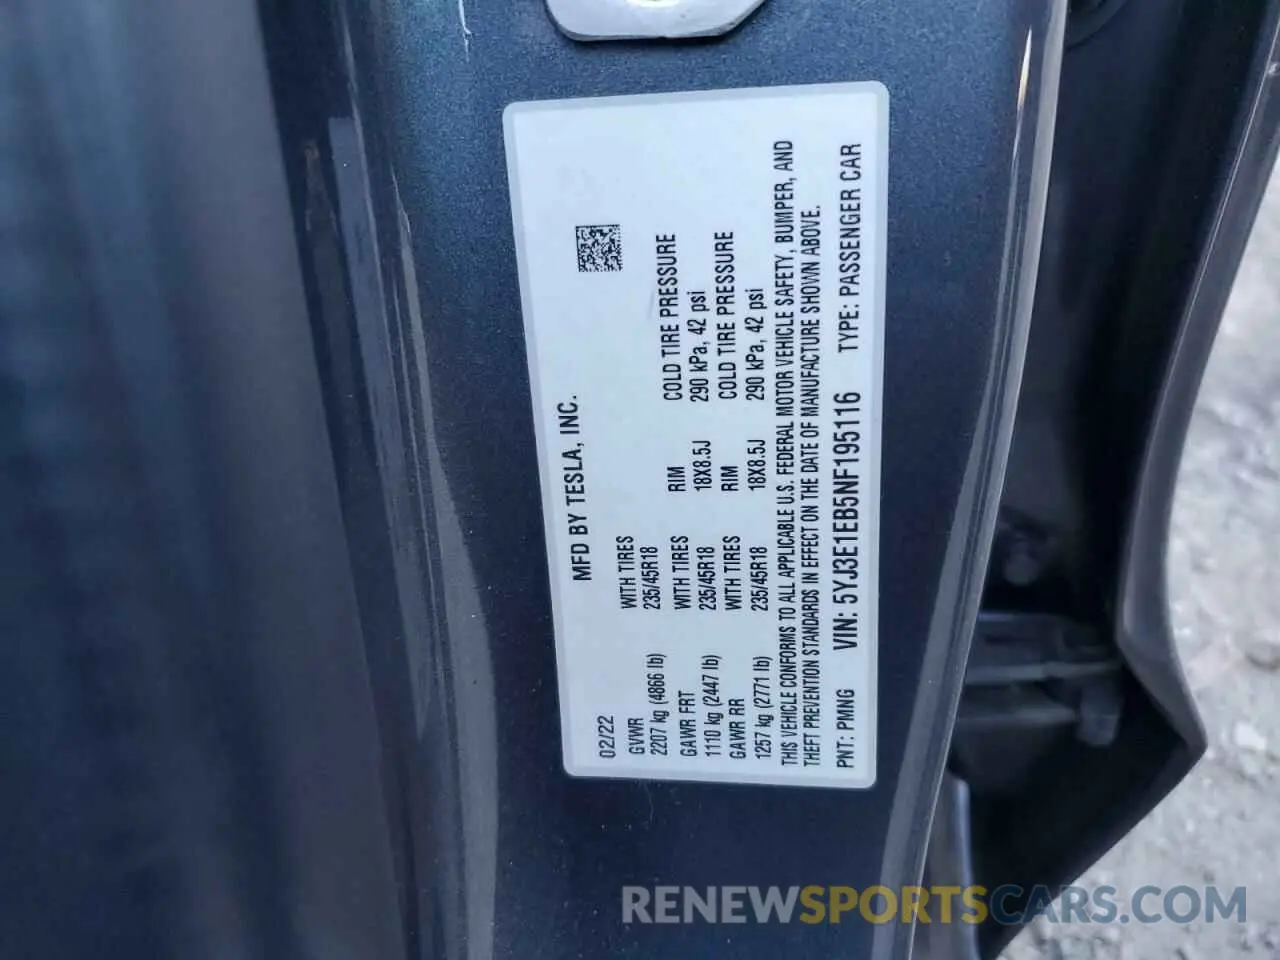 MFD BY TESLA, INC.
02/22
GVWR WITH TIRES
2207 kg (4866 lb) 235/45R18
GAWR FRT WITH TIRES RIM COLD TIRE PRESSURE
1110 kg (2447 lb) 235/45R18 18X8.5J 290 kPa, 42 psi
GAWR RR WITH TIRES RIM COLD TIRE PRESSURE
1257 kg (2771 lb) 235/45R18 18X8.5J 290 kPa, 42 psi
THIS VEHICLE CONFORMS TO ALL APPLICABLE U.S. FEDERAL MOTOR VEHICLE SAFETY, BUMPER, AND
THEFT PREVENTION STANDARDS IN EFFECT ON THE DATE OF MANUFACTURE SHOWN ABOVE.
PNT: PMNG VIN: 5YJ3E1EB5NF195116 TYPE: PASSENGER CAR
RENEWSPORTSCARS.COM